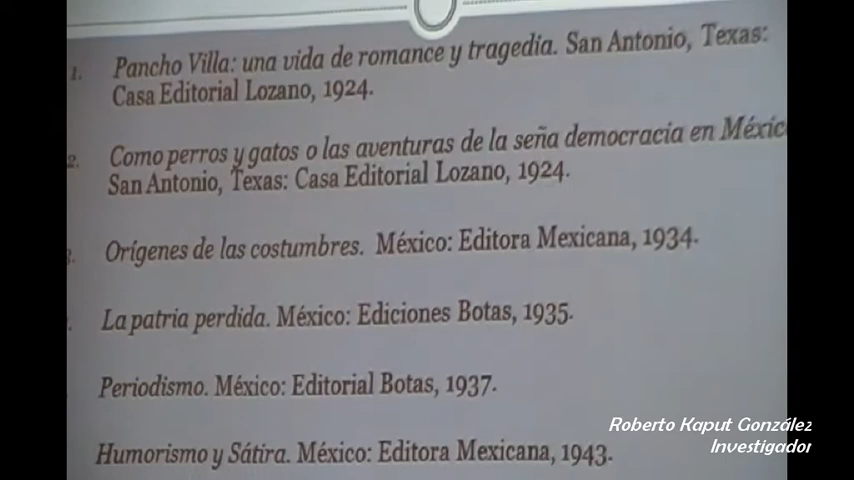 1. Pancho Villa: una vida de romance y tragedia. San Antonio, Texas:
Casa Editorial Lozano, 1924.
2. Como perros y gatos o las aventuras de la seña democracia en Méxic
San Antonio, Texas: Casa Editorial Lozano, 1924.
Orígenes de las costumbres. México: Editora Mexicana, 1934.
La patria perdida. México: Ediciones Botas, 1935.
Periodismo. México: Editorial Botas, 1937.
Humorismo y Sátira. México: Editora Mexicana, 1943.
Roberto Kaput González
Investigador